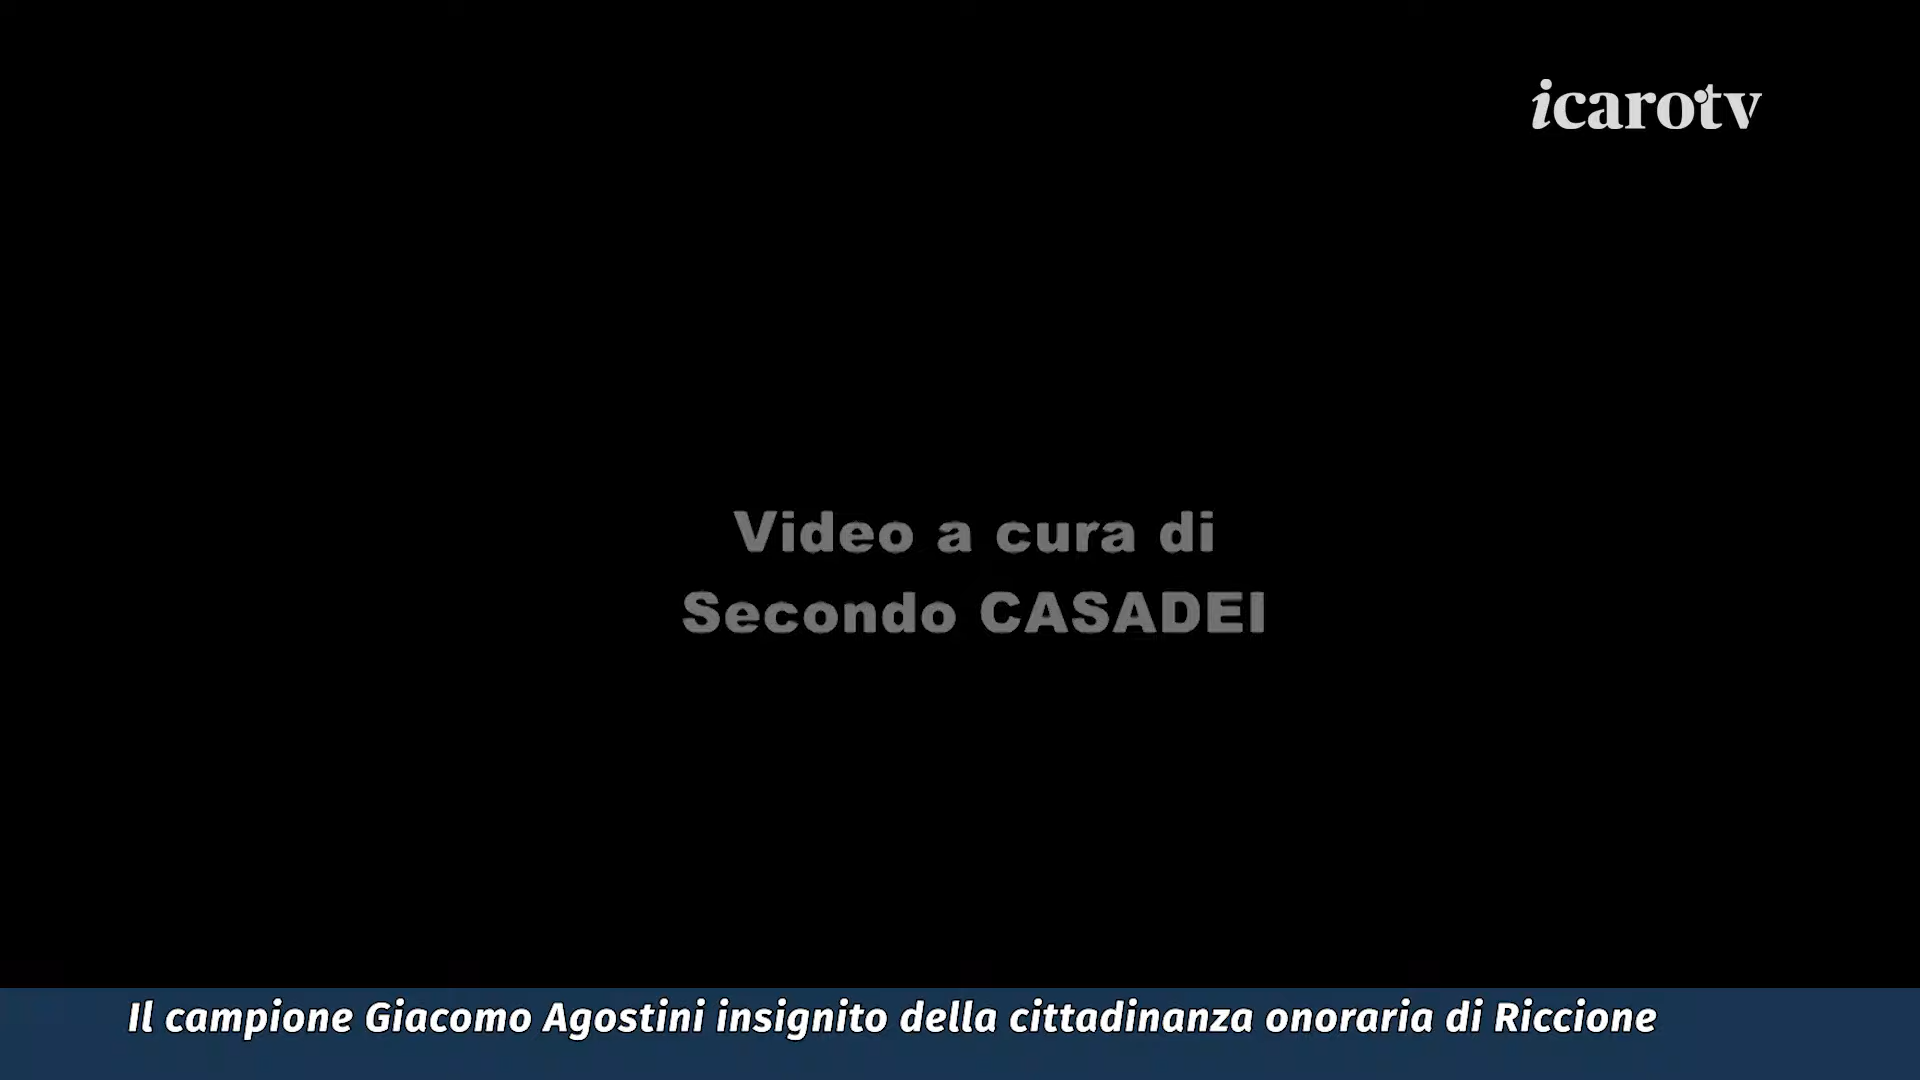 icarotv
Video a cura di
Secondo CASADEI
Il campione Giacomo Agostini insignito della cittadinanza onoraria di Riccione